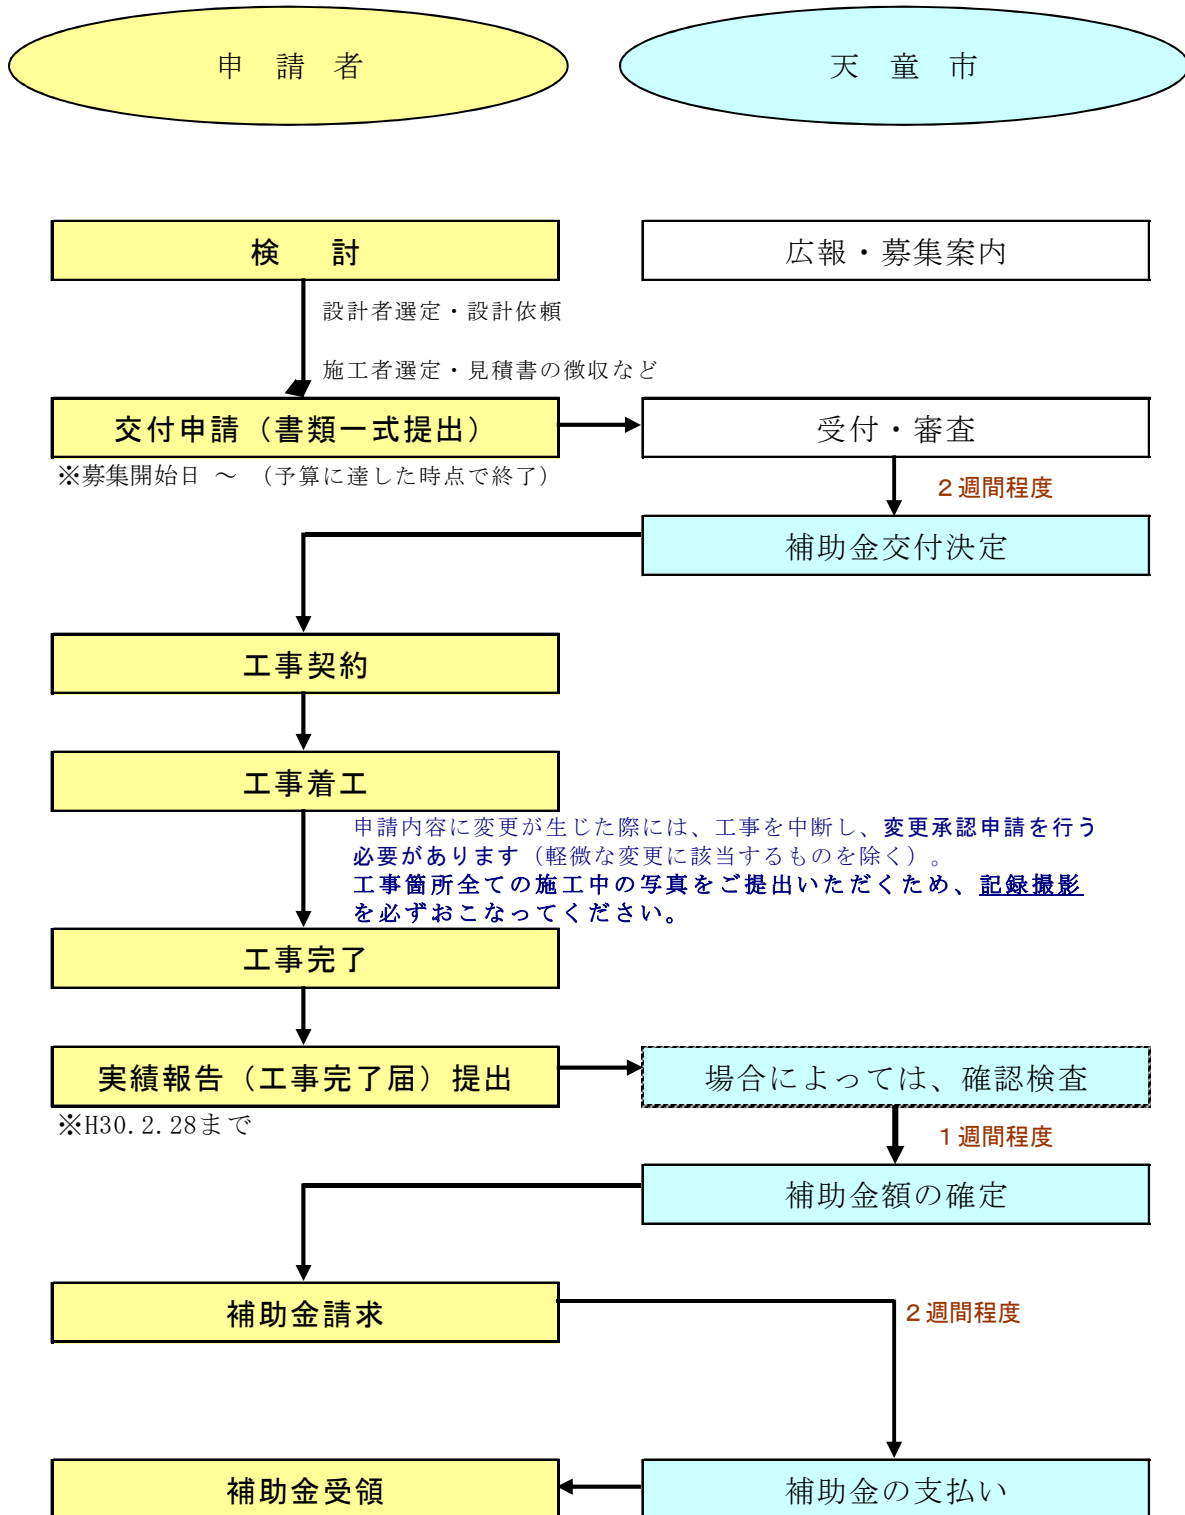 申 請 者
天 童 市
検 討
広報・募集案内
設計者選定・設計依頼
施工者選定・見積書の徴収など
交付申請（書類一式提出）
受付・審査
※募集開始日 ～ （予算に達した時点で終了）
２週間程度
補助金交付決定
工事契約
工事着工
申請内容に変更が生じた際には、工事を中断し、変更承認申請を行う
必要があります（軽微な変更に該当するものを除く）。
工事箇所全ての施工中の写真をご提出いただくため、記録撮影
を必ずおこなってください。
工事完了
実績報告（工事完了届）提出
場合によっては、確認検査
※H30.2.28まで
１週間程度
補助金額の確定
補助金請求
２週間程度
補助金受領
補助金の支払い